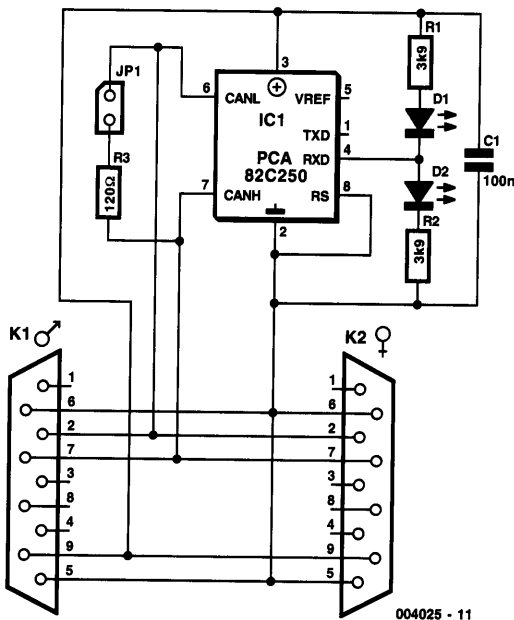 R1
3k9
JP1
3
6
CANL
VREF
5
D1
IC1
TXD
1
R3
120Ω
PCA
82C250
RXD
4
C1
100n
7
CANH
RS
8
D2
R2
3k9
2
K1
K2
1
6
2
7
3
8
4
9
5
1
6
2
7
3
8
4
9
5
004025 - 11